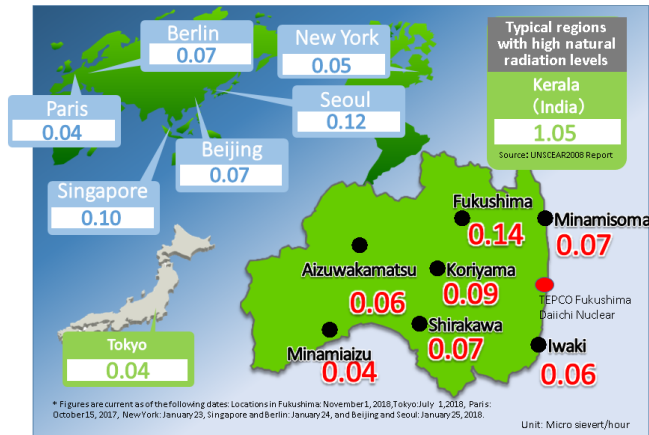 Berlin
0.07
New York
0.05
Typical regions
with high natural
radiation levels
Kerala
(India)
1.05
Source: UNSCEAR2008 Report
Paris
0.04
Seoul
0.12
Beijing
0.07
Singapore
0.10
Fukushima
0.14
Minamisoma
0.07
Aizuwakamatsu
0.06
Koriyama
0.09
TEPCO Fukushima
Daiichi Nuclear
Shirakawa
0.07
Minamiaizu
0.04
Iwaki
0.06
Tokyo
0.04
* Figures are current as of the following dates: Locations in Fukushima: November 1, 2018,Tokyo:July 1,2018, Paris:
October 15, 2017, New York: January 23, Singapore and Berlin: January 24, and Beijing and Seoul: January 25, 2018.
Unit: Micro sievert/hour